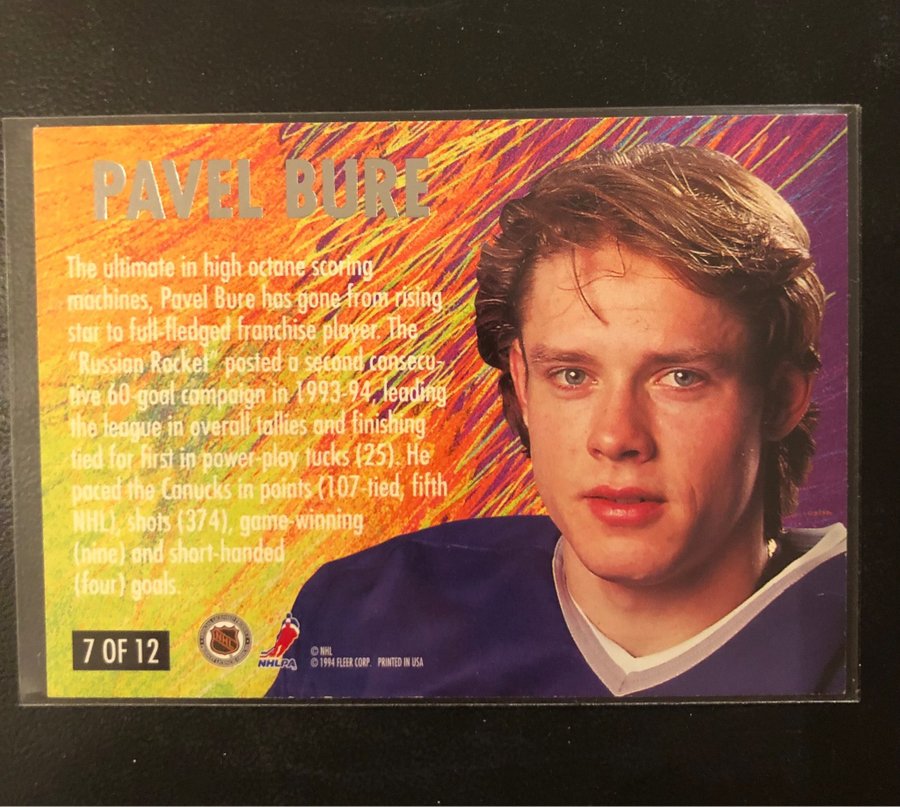 PAVEL BURE
The ultimate in high octane scoring
machines, Pavel Bure has gone from rising
star to full-fledged franchise player. The
"Russian Rocket" posted a second consecu-
tive 60-goal campaign in 1993-94, leading
the league in overall tallies and finishing
tied for first in power-play tucks (25). He
paced the Canucks in points (107-tied, fifth
NHL), shots (374), game-winning
(nine) and short-handed
(four) goals.
7 OF 12
NHL
NHLPA
© NHL
© 1994 FLEER CORP. PRINTED IN USA